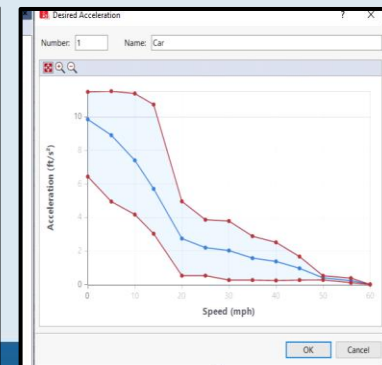 Desired Acceleration ? X
Number: 1 Name: Car
10
8
6
4
2
0
Acceleration (ft/s²)
0 10 20 30 40 50 60
Speed (mph)
OK Cancel